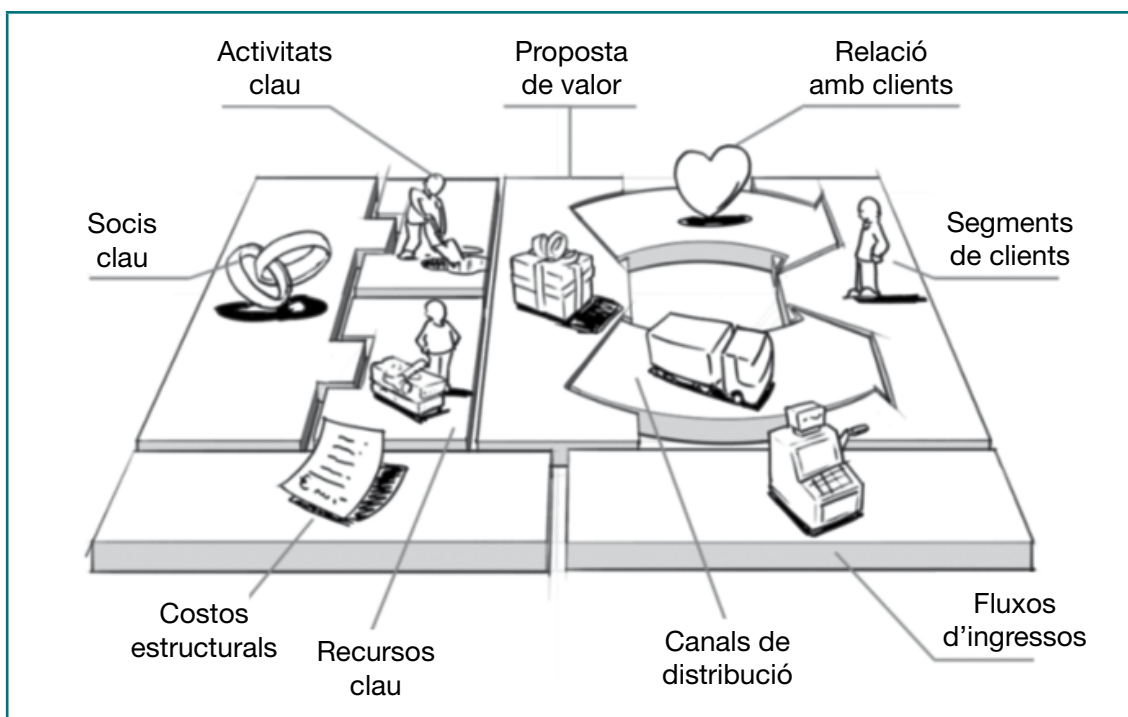 Activitats
clau
Proposta
de valor
Relació
amb clients
Socis
clau
Segments
de clients
Costos
estructurals
Recursos
clau
Canals de
distribució
Fluxos
d’ingressos